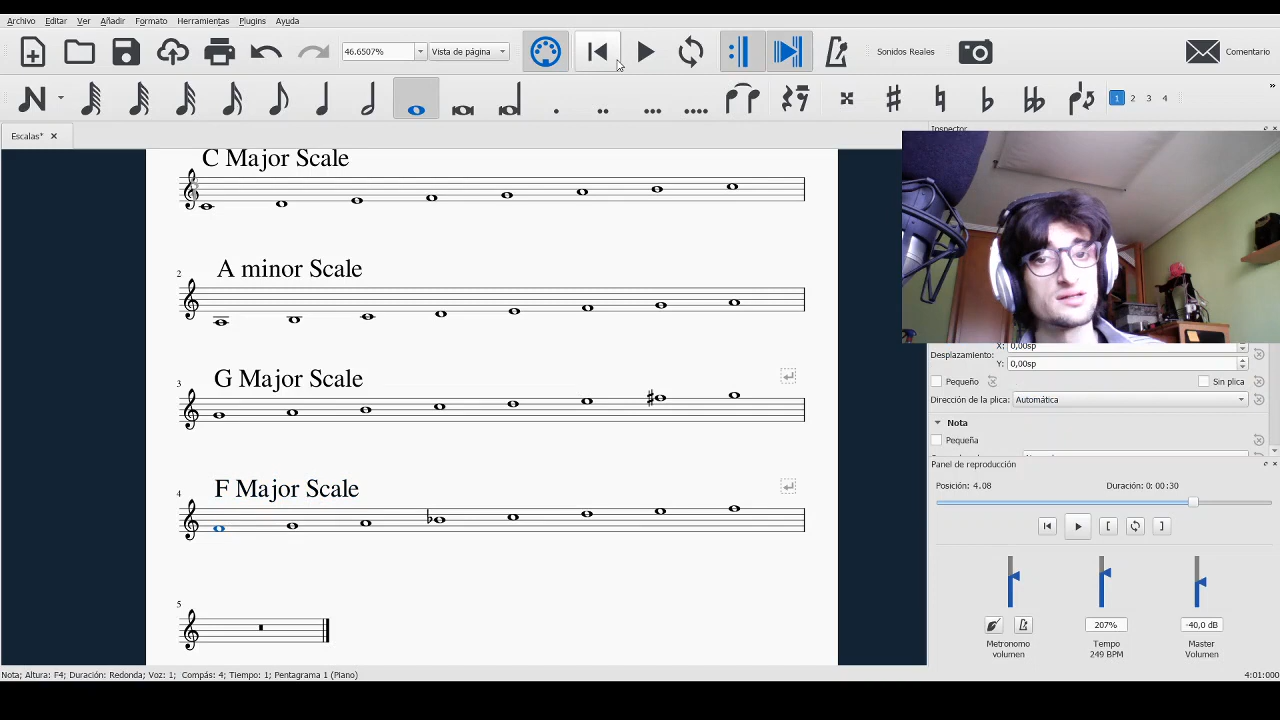 Archivo Editar Ver Añadir Formato Herramientas Plugins Ayuda
46.6507% Vista de página Sonidos Reales Comentario
1 2 3 4
Escalas*
Inspector
C Major Scale
2
A minor Scale
3
G Major Scale
4
F Major Scale
5
X: 0,00sp
Desplazamiento:
Y: 0,00sp
Pequeño Sin plica
Dirección de la plica: Automática
Nota
Pequeña
Panel de reproducción
Posición: 4.08 Duración: 0: 00:30
207% -40,0 dB
Metronomo volumen
Tempo 249 BPM
Master Volumen
Nota; Altura: F4; Duración: Redonda; Voz: 1; Compás: 4; Tiempo: 1; Pentagrama 1 (Piano) 4:01:000